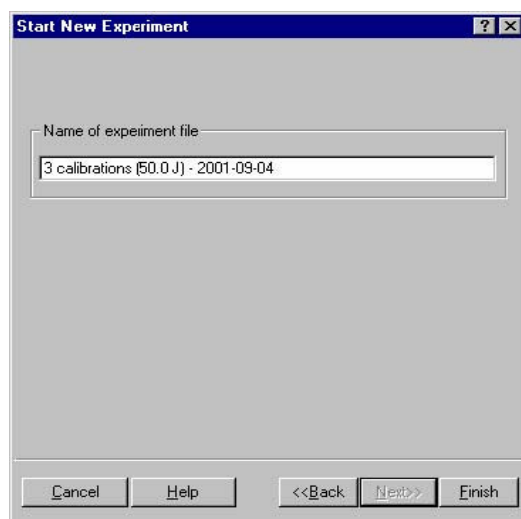 Start New Experiment
Name of experiment file
3 calibrations (50.0 J) - 2001-09-04
Cancel
Help
<<Back
Next>>
Finish